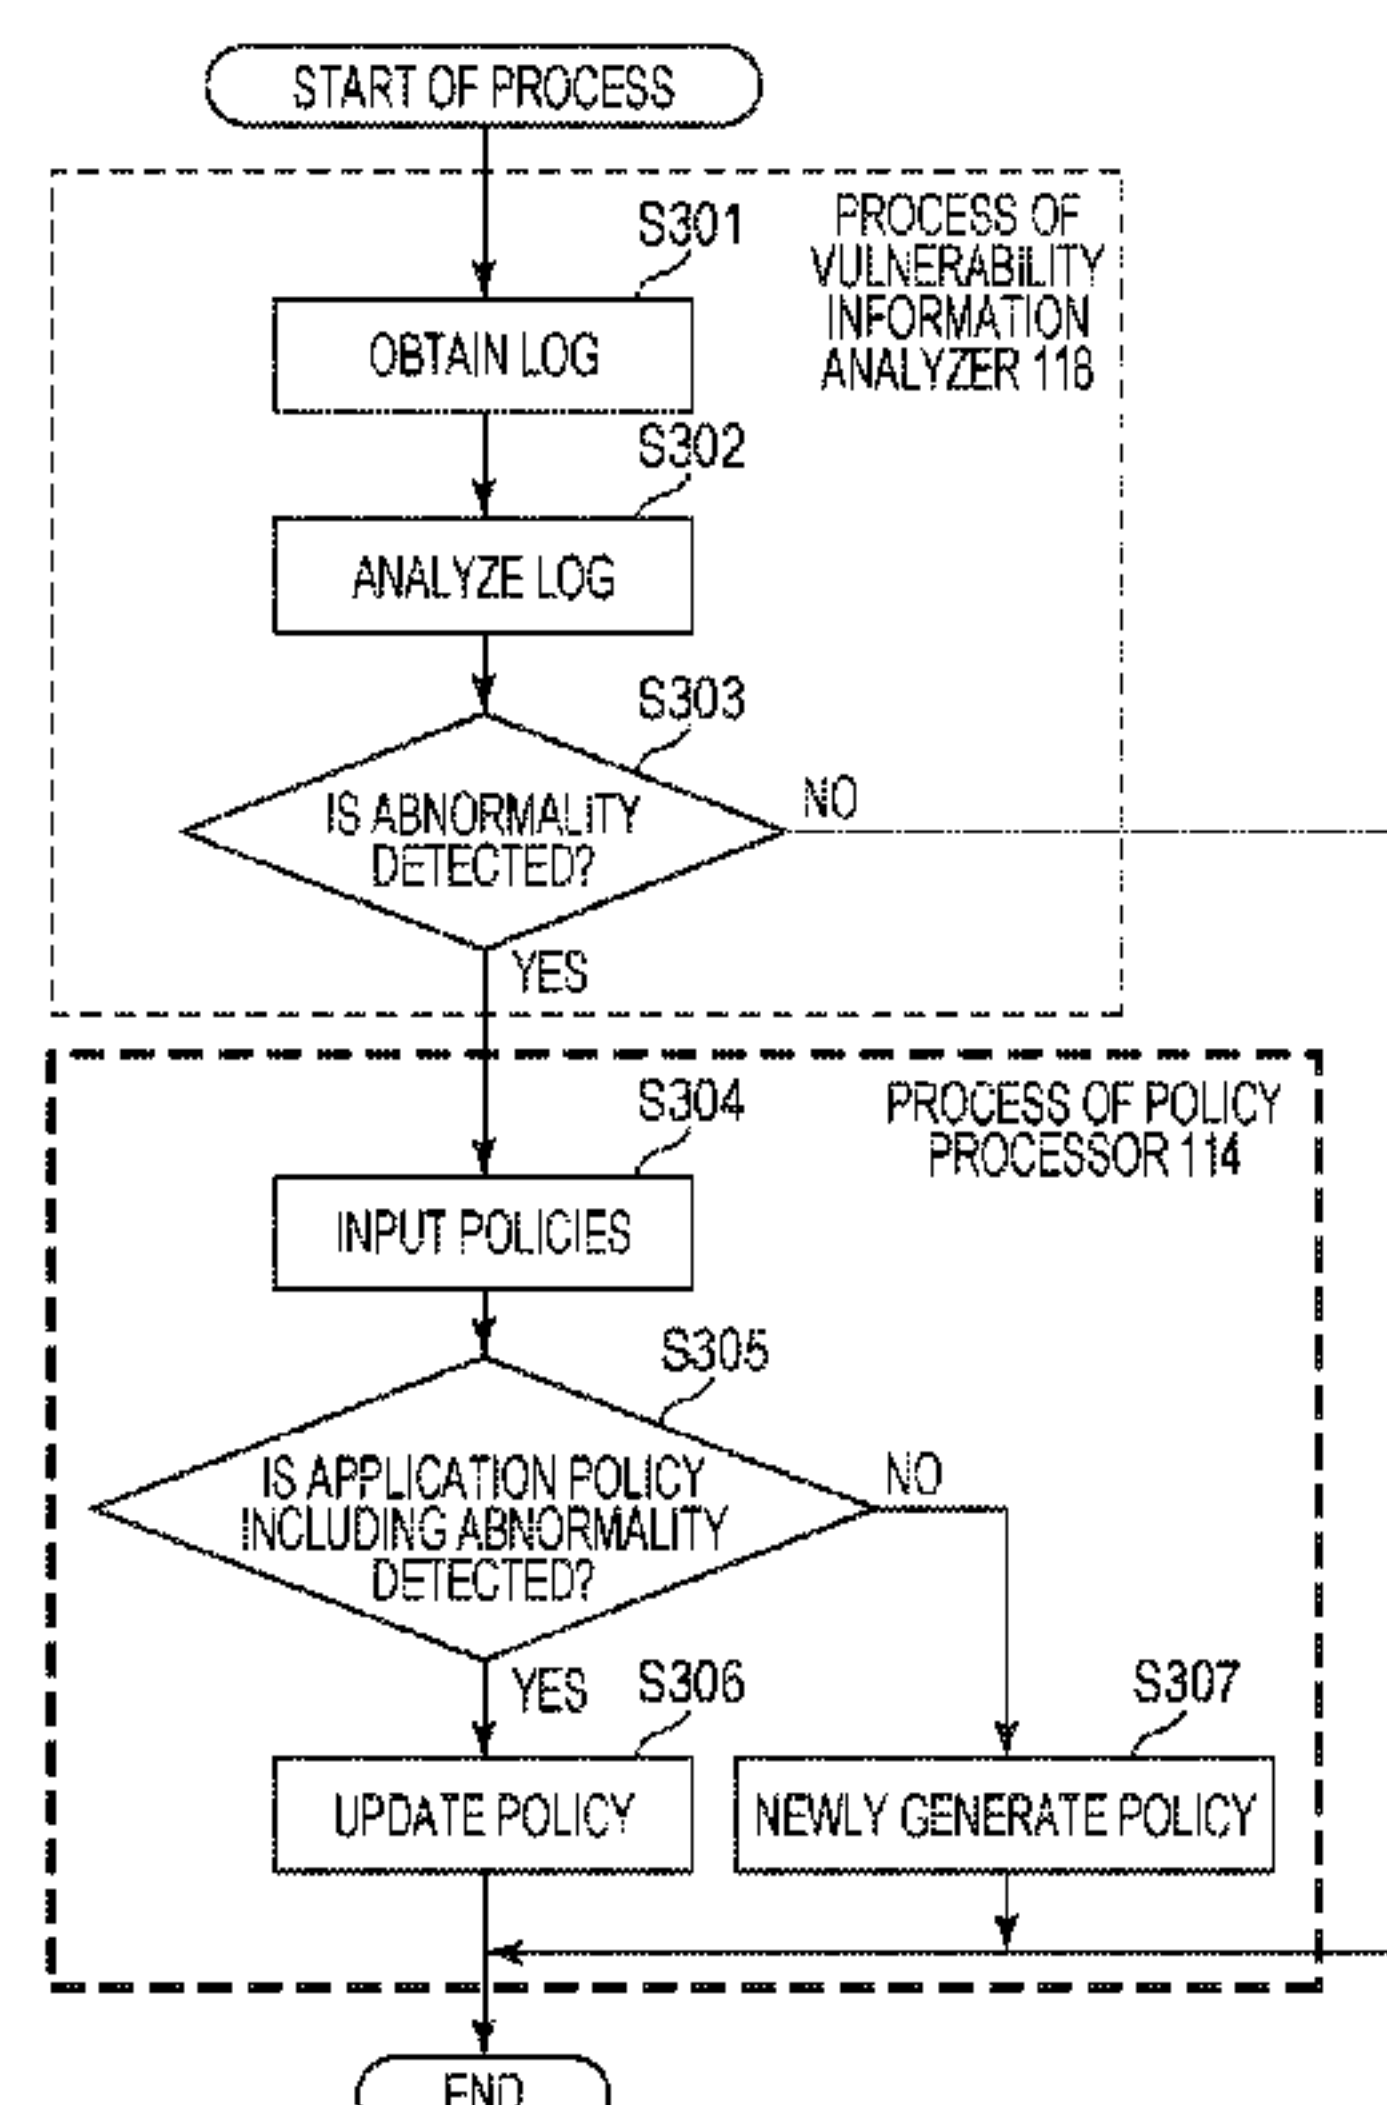 START OF PROCESS
PROCESS OF
VULNERABILITY
INFORMATION
ANALYZER 116
S301
OBTAIN LOG
S302
ANALYZE LOG
S303
IS ABNORMALITY
DETECTED?
NO
YES
PROCESS OF POLICY
PROCESSOR 114
S304
INPUT POLICIES
S305
IS APPLICATION POLICY
INCLUDING ABNORMALITY
DETECTED?
NO
YES
S306
UPDATE POLICY
S307
NEWLY GENERATE POLICY
END